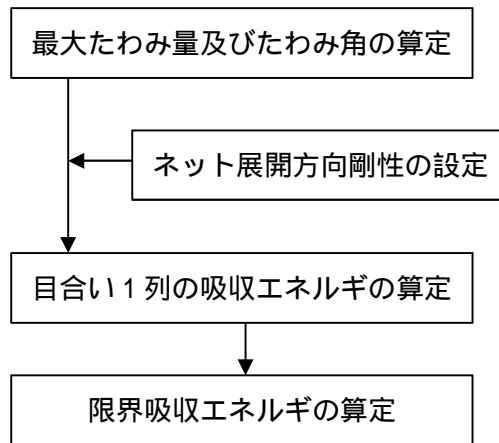 最大たわみ量及びたわみ角の算定
ネット展開方向剛性の設定
目合い1列の吸収エネルギの算定
限界吸収エネルギの算定